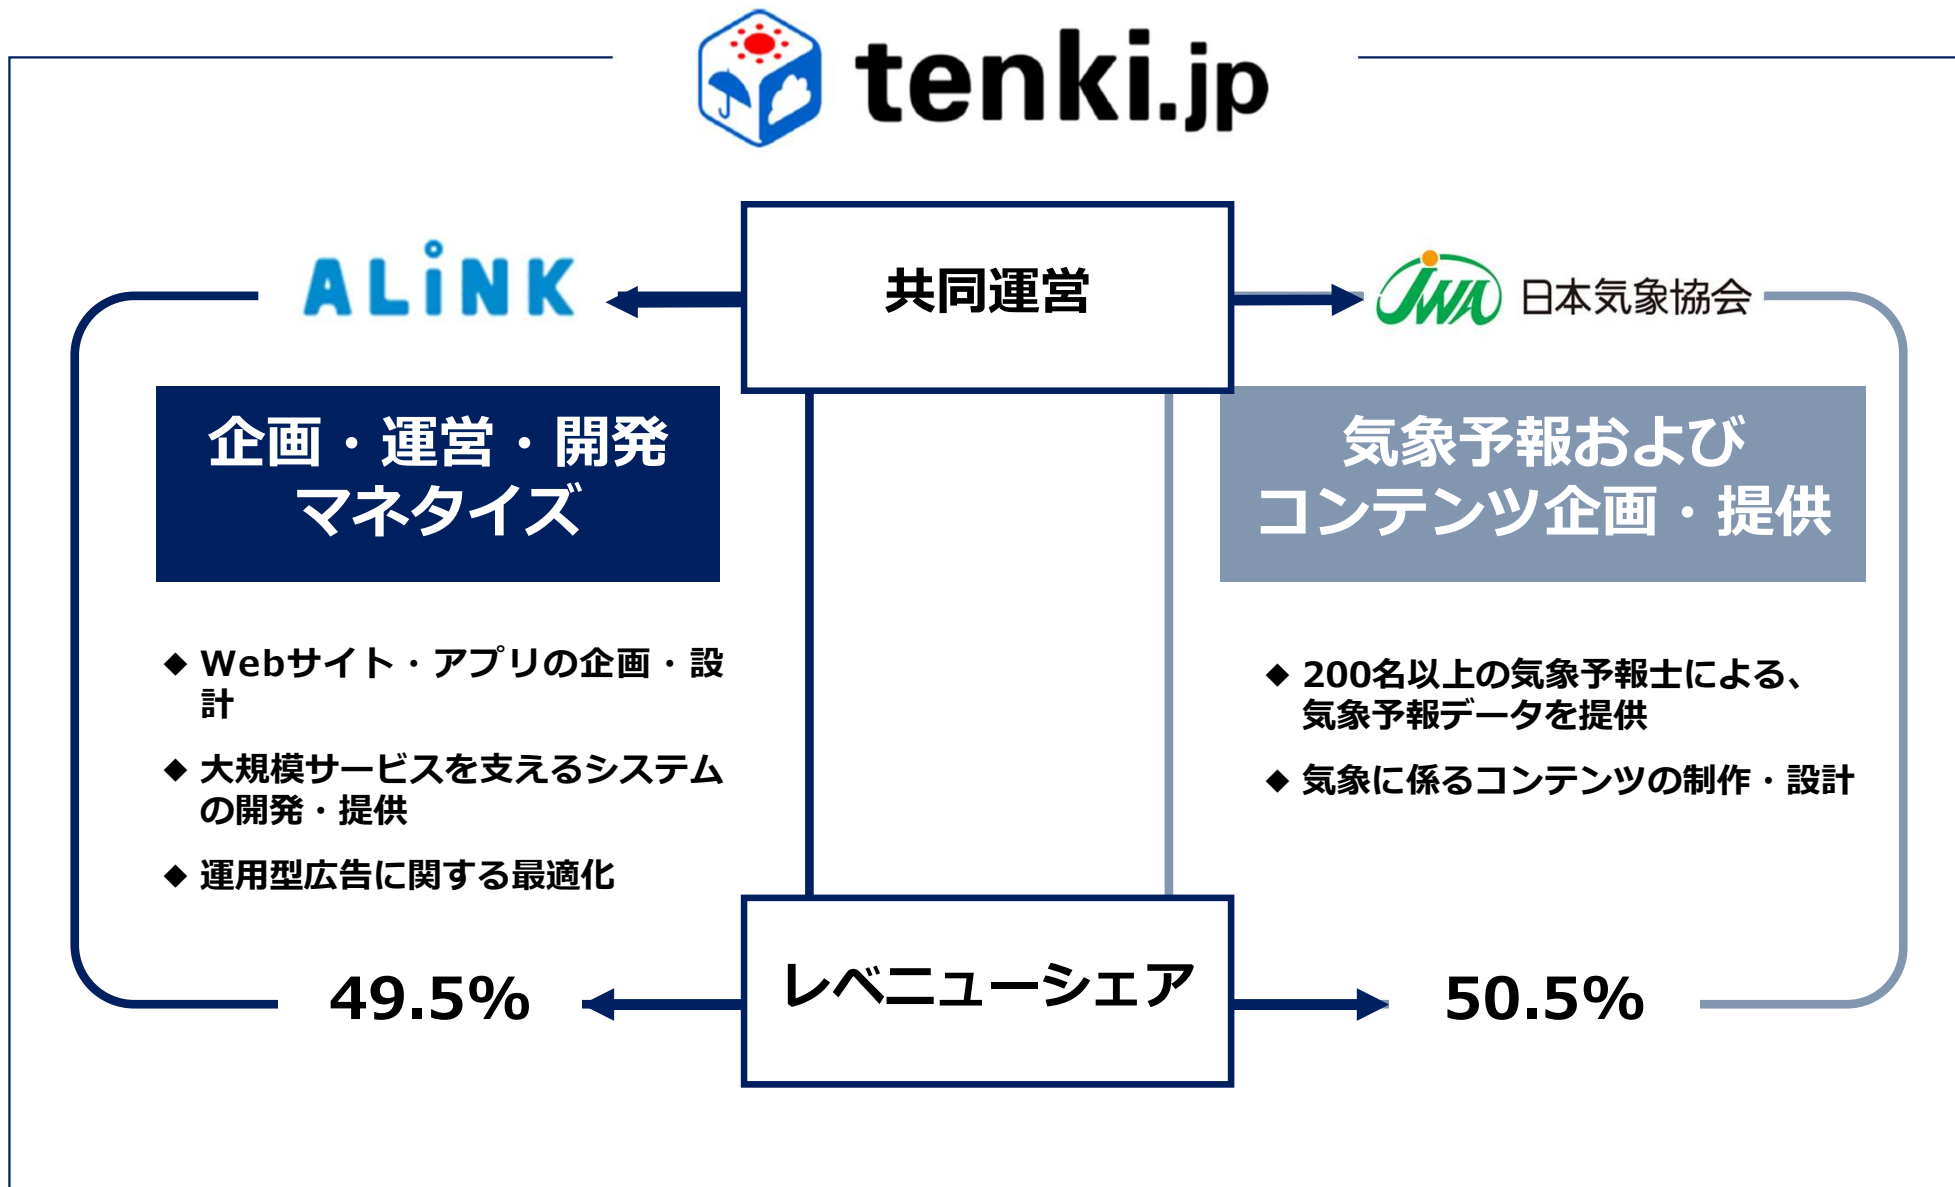 tenki.jp
共同運営
ALiNK
JWA 日本気象協会
企画・運営・開発
マネタイズ
◆ Webサイト・アプリの企画・設
計
◆ 大規模サービスを支えるシステム
の開発・提供
◆ 運用型広告に関する最適化
気象予報および
コンテンツ企画・提供
◆ 200名以上の気象予報士による、
気象予報データを提供
◆ 気象に係るコンテンツの制作・設計
レベニューシェア
49.5%
50.5%